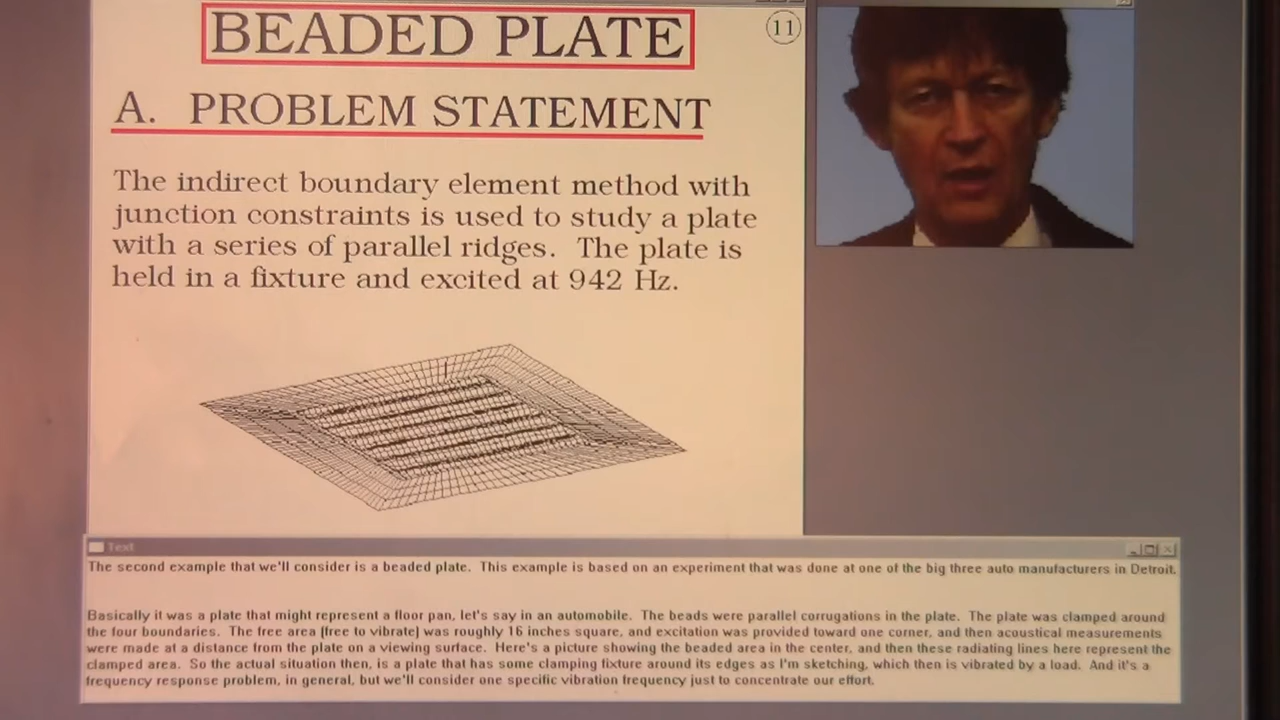 BEADED PLATE
11
A. PROBLEM STATEMENT
The indirect boundary element method with
junction constraints is used to study a plate
with a series of parallel ridges. The plate is
held in a fixture and excited at 942 Hz.
Text
The second example that we'll consider is a beaded plate. This example is based on an experiment that was done at one of the big three auto manufacturers in Detroit.
Basically it was a plate that might represent a floor pan, let's say in an automobile. The beads were parallel corrugations in the plate. The plate was clamped around
the four boundaries. The free area (free to vibrate) was roughly 16 inches square, and excitation was provided toward one corner, and then acoustical measurements
were made at a distance from the plate on a viewing surface. Here's a picture showing the beaded area in the center, and then these radiating lines here represent the
clamped area. So the actual situation then, is a plate that has some clamping fixture around its edges as I'm sketching, which then is vibrated by a load. And it's a
frequency response problem, in general, but we'll consider one specific vibration frequency just to concentrate our effort.